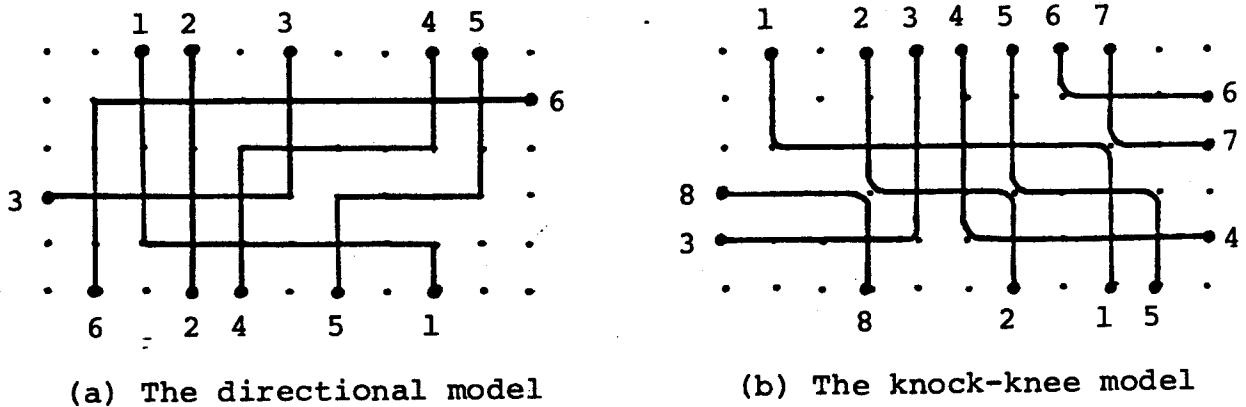 1 2 3 4 5
6
3
6 2 4 5 1
(a) The directional model
1 2 3 4 5 6 7
6
7
8
3 4
8 2 1 5
(b) The knock-knee model